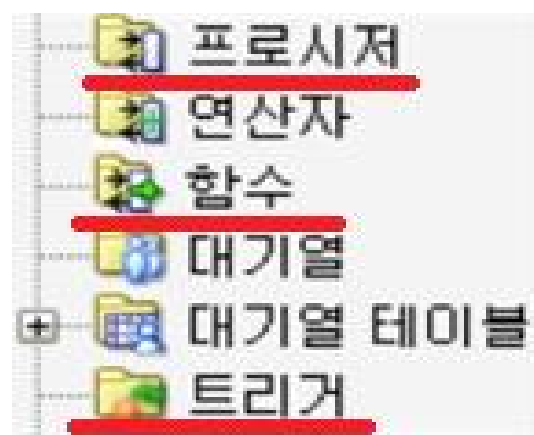 프로시저
연산자
함수
대기열
대기열 테이블
트리거